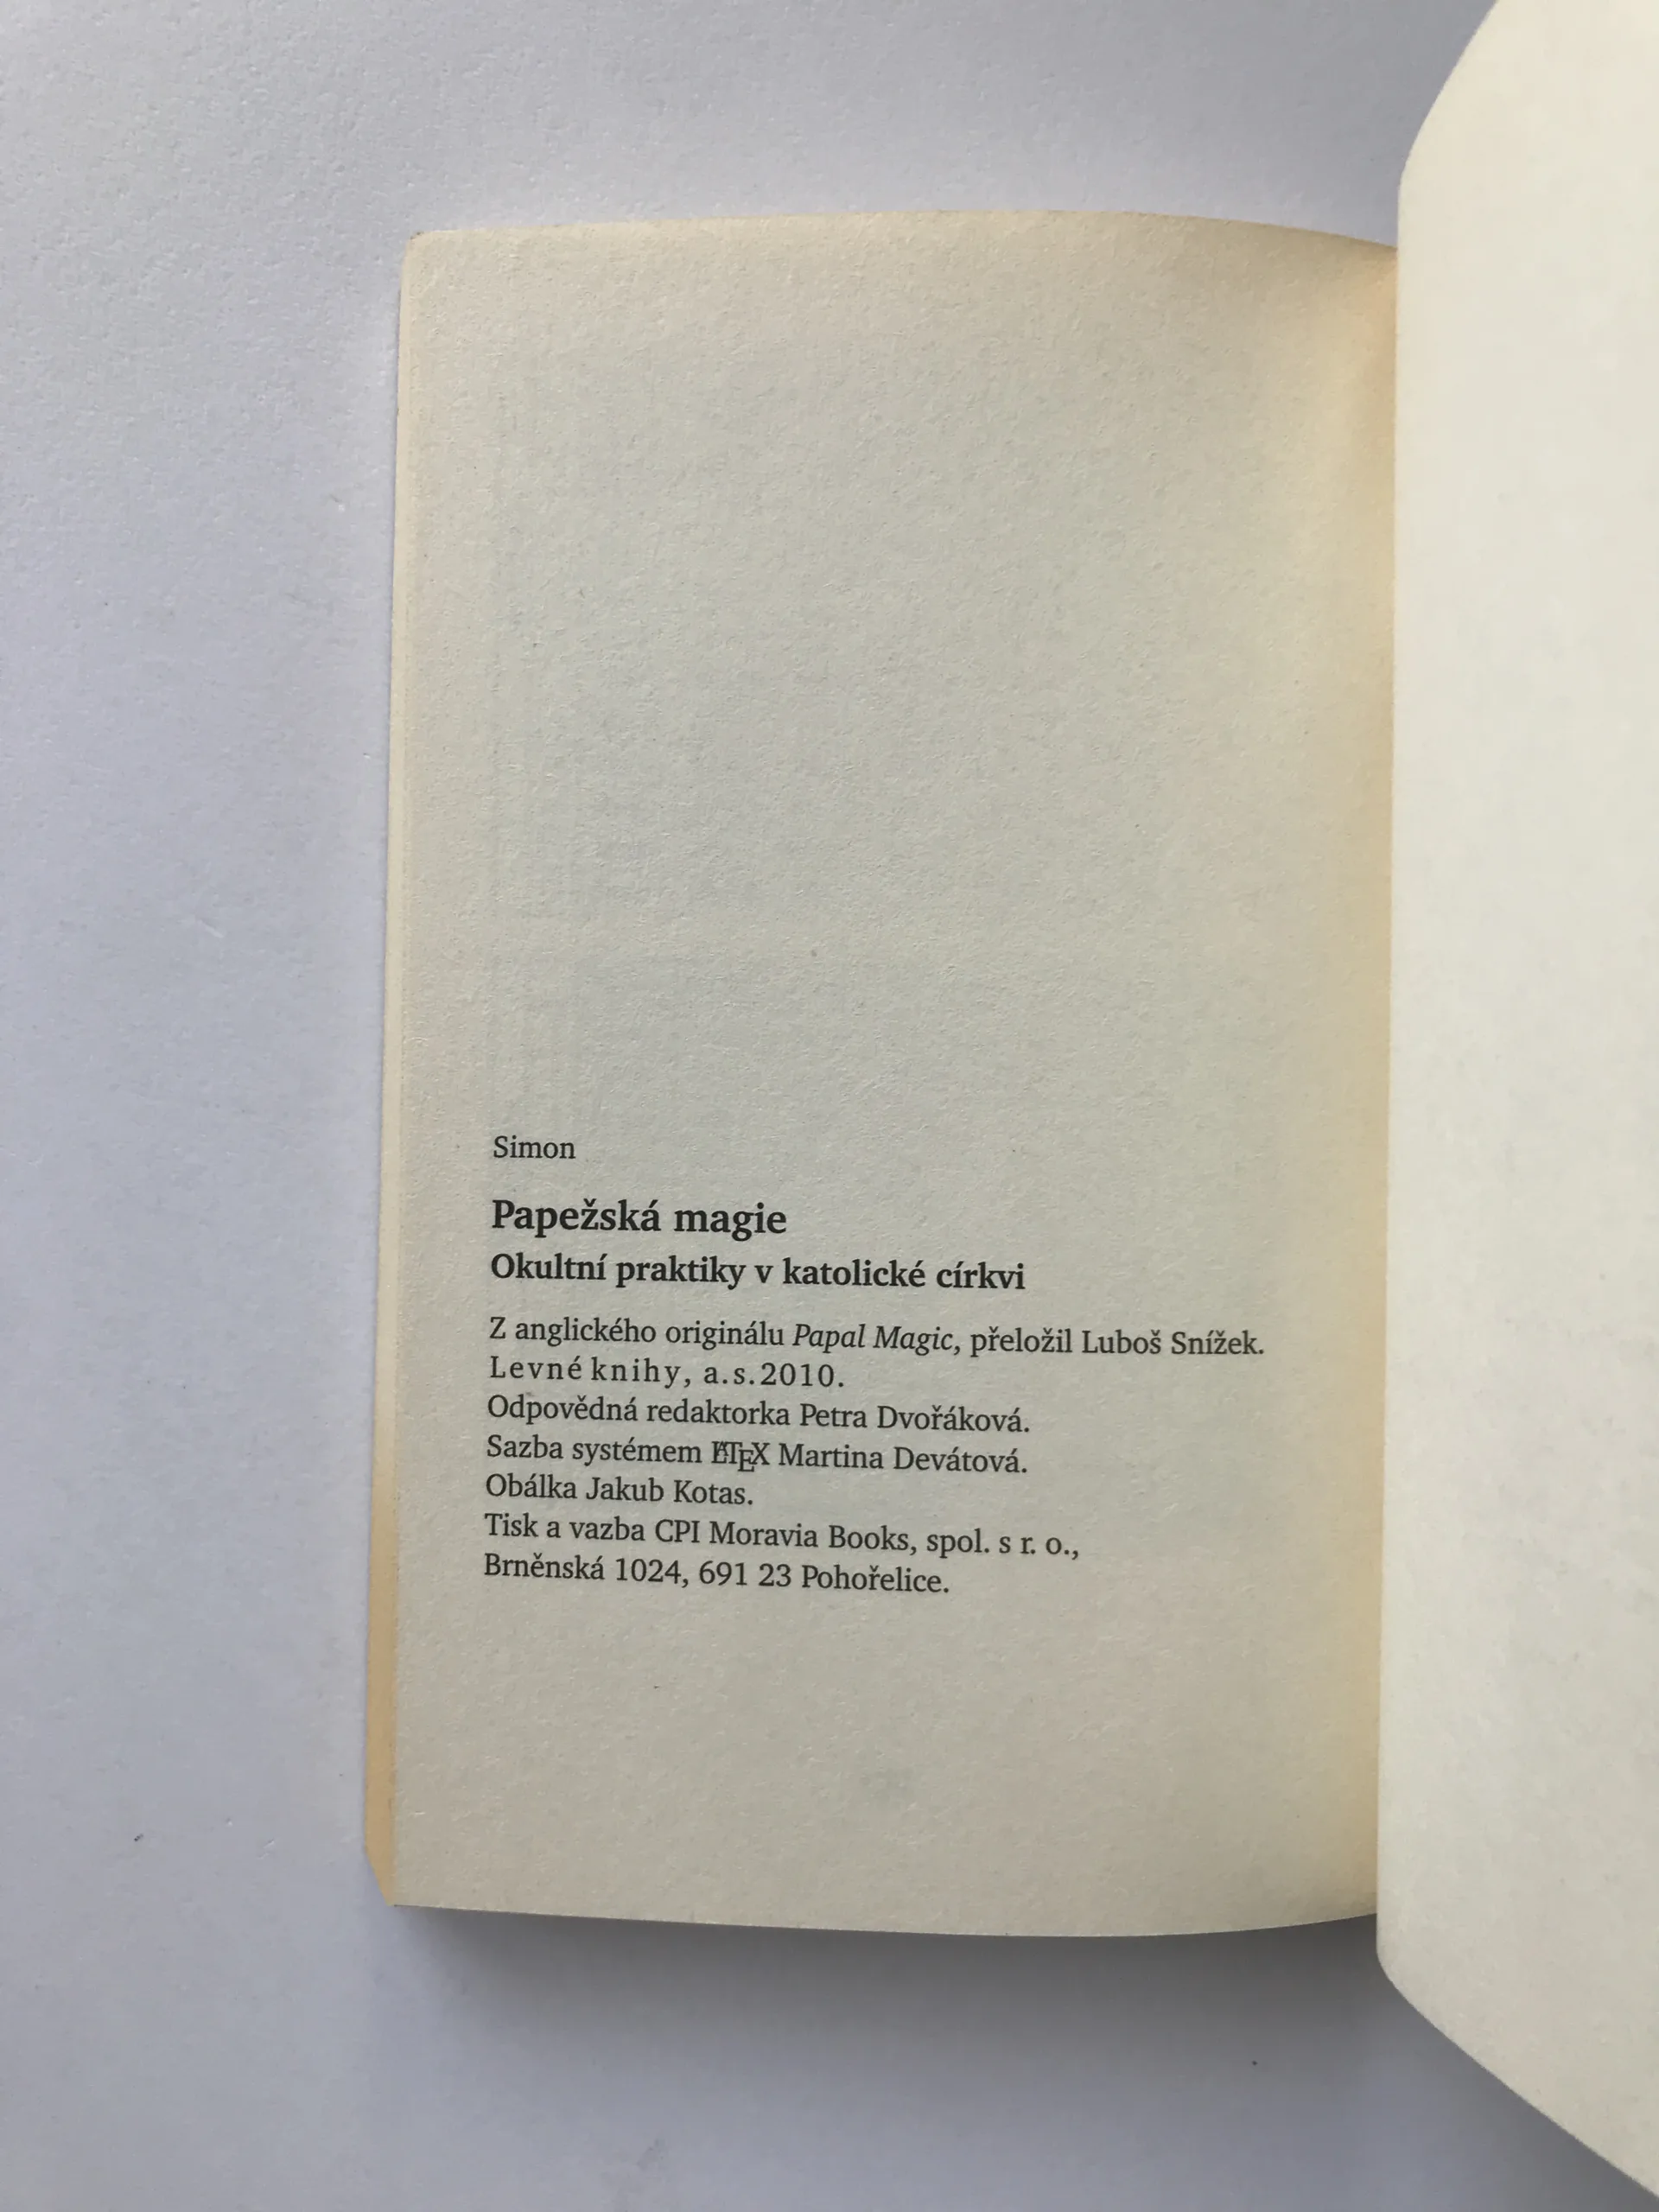 Simon
Papežská magie
Okultní praktiky v katolické církvi
Z anglického originálu Papal Magic, přeložil Luboš Snížek.
Levné knihy, a.s.2010.
Odpovědná redaktorka Petra Dvořáková.
Sazba systémem LATEX Martina Devátová.
Obálka Jakub Kotas.
Tisk a vazba CPI Moravia Books, spol. s r. o.,
Brněnská 1024, 691 23 Pohořelice.